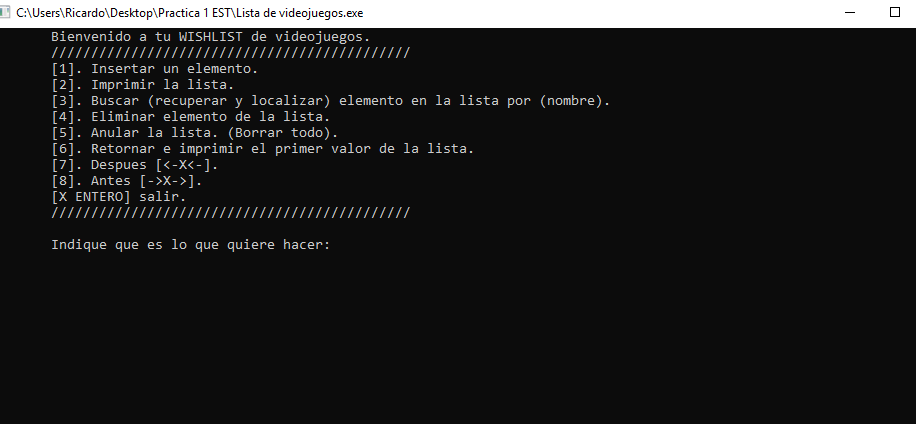 C:\Users\Ricardo\Desktop\Practica 1 EST\Lista de videojuegos.exe
Bienvenido a tu WISHLIST de videojuegos.
/////////////////////////////////////////////
[1]. Insertar un elemento.
[2]. Imprimir la lista.
[3]. Buscar (recuperar y localizar) elemento en la lista por (nombre).
[4]. Eliminar elemento de la lista.
[5]. Anular la lista. (Borrar todo).
[6]. Retornar e imprimir el primer valor de la lista.
[7]. Despues [<-X<-].
[8]. Antes [->X->].
[X ENTERO] salir.
/////////////////////////////////////////////
Indique que es lo que quiere hacer: